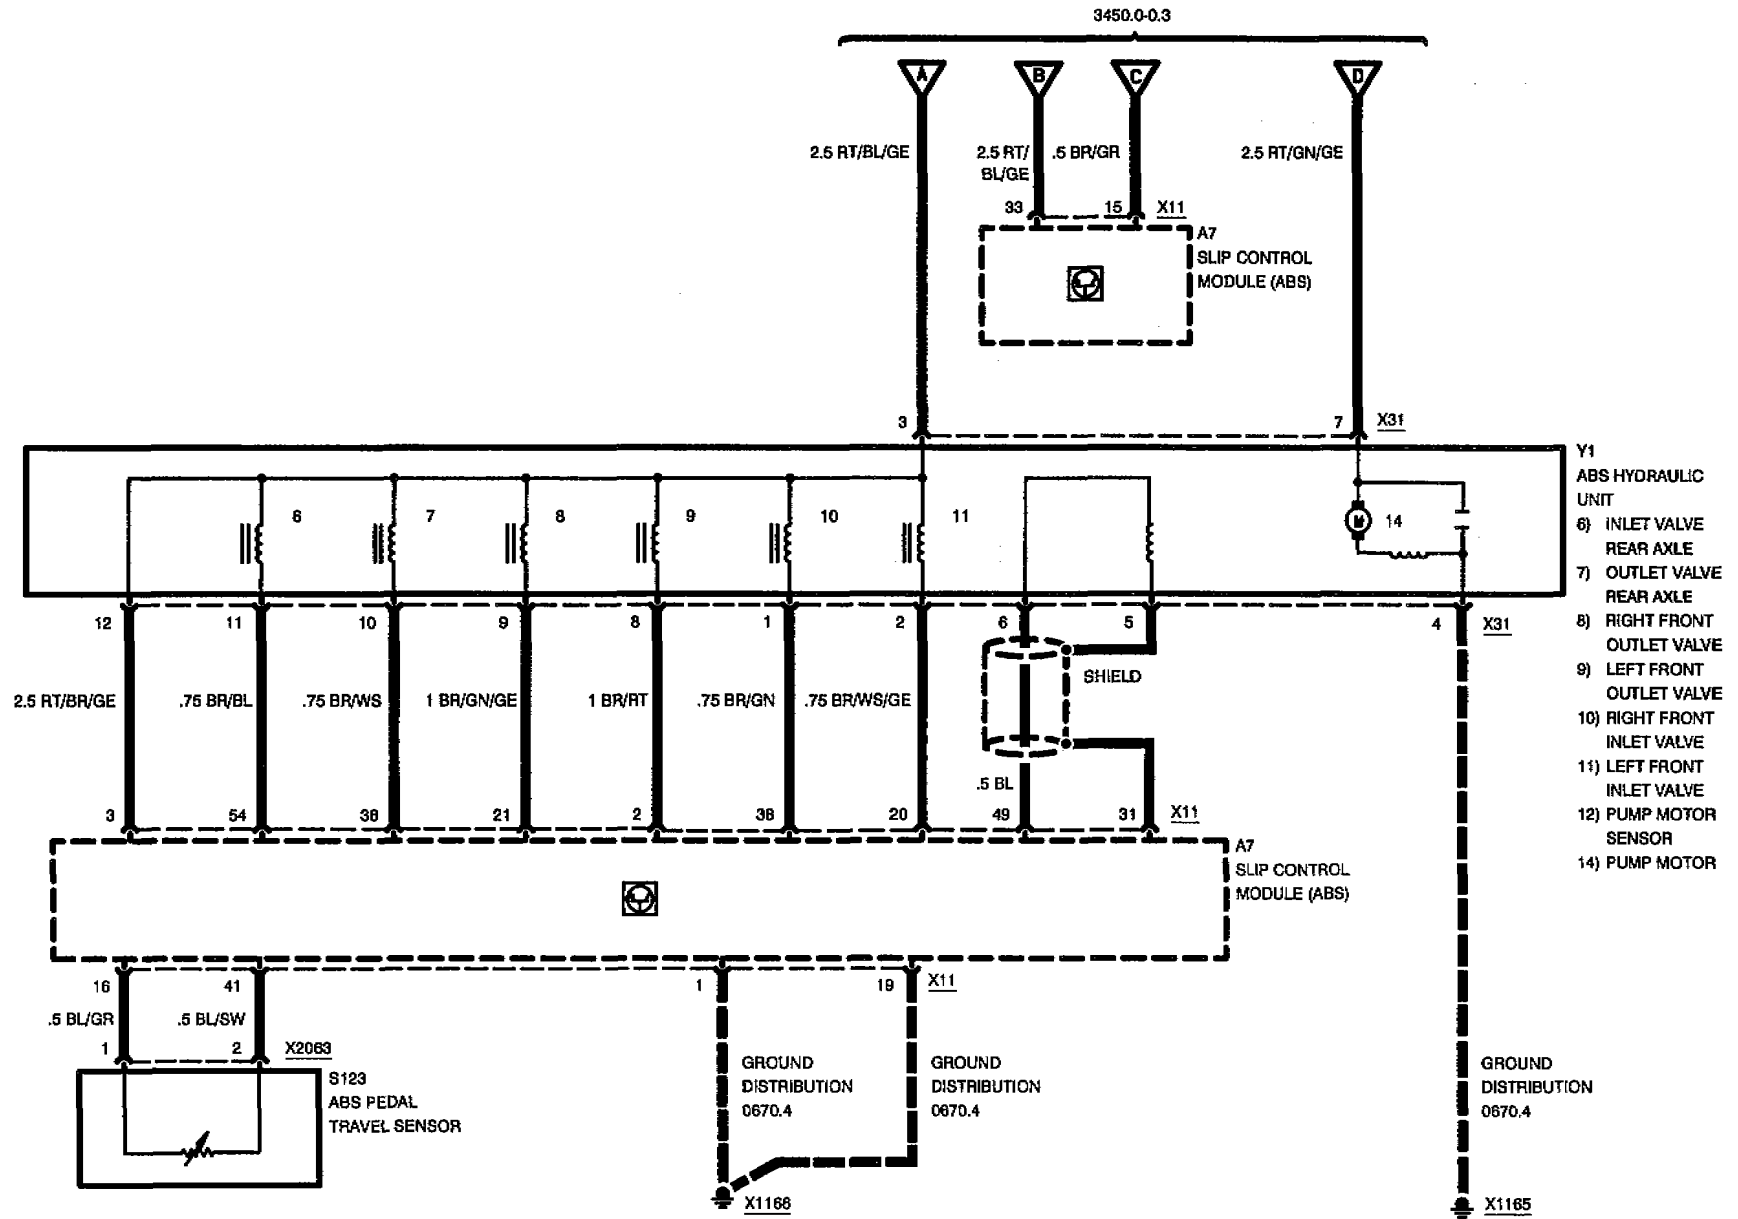 3450.0-0.3
A
B
C
D
2.5 RT/BL/GE
2.5 RT/
BL/GE
.5 BR/GR
2.5 RT/GN/GE
33
15
X11
A7
SLIP CONTROL
MODULE (ABS)
3
7
X31
Y1
ABS HYDRAULIC
UNIT
6) INLET VALVE
REAR AXLE
7) OUTLET VALVE
REAR AXLE
8) RIGHT FRONT
OUTLET VALVE
9) LEFT FRONT
OUTLET VALVE
10) RIGHT FRONT
INLET VALVE
11) LEFT FRONT
INLET VALVE
12) PUMP MOTOR
SENSOR
14) PUMP MOTOR
6
7
8
9
10
11
M
14
12
11
10
9
8
1
2
6
5
4
X31
SHIELD
2.5 RT/BR/GE
.75 BR/BL
.75 BR/WS
1 BR/GN/GE
1 BR/RT
.75 BR/GN
.75 BR/WS/GE
.5 BL
3
54
38
21
2
38
20
49
31
X11
A7
SLIP CONTROL
MODULE (ABS)
16
41
1
19
X11
.5 BL/GR
.5 BL/SW
1
2
X2063
S123
ABS PEDAL
TRAVEL SENSOR
GROUND
DISTRIBUTION
0670.4
GROUND
DISTRIBUTION
0670.4
GROUND
DISTRIBUTION
0670.4
X1166
X1165